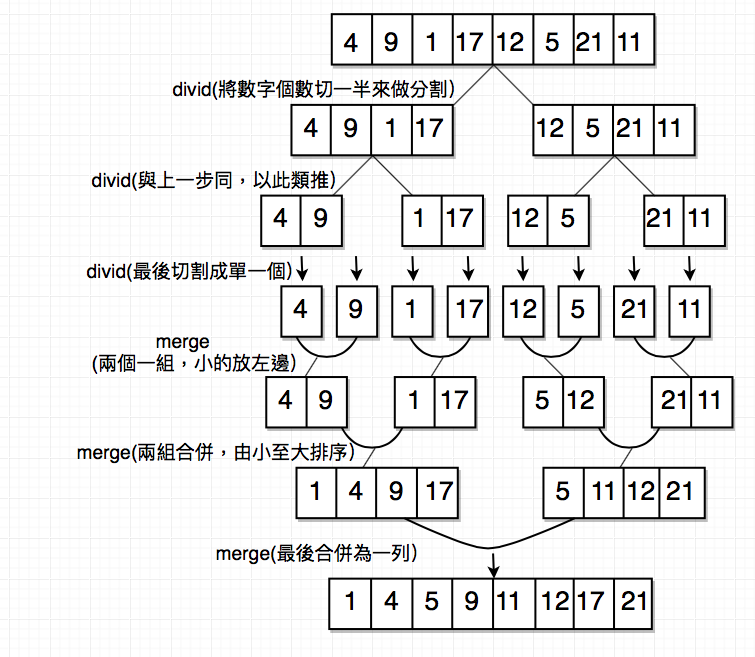 4 9 1 17 12 5 21 11
divid(將數字個數切一半來做分割)
4 9 1 17 12 5 21 11
divid(與上一步同，以此類推)
4 9 1 17 12 5 21 11
divid(最後切割成單一個)
4 9 1 17 12 5 21 11
merge
(兩個一組，小的放左邊)
4 9 1 17 5 12 21 11
merge(兩組合併，由小至大排序)
1 4 9 17 5 11 12 21
merge(最後合併為一列)
1 4 5 9 11 12 17 21